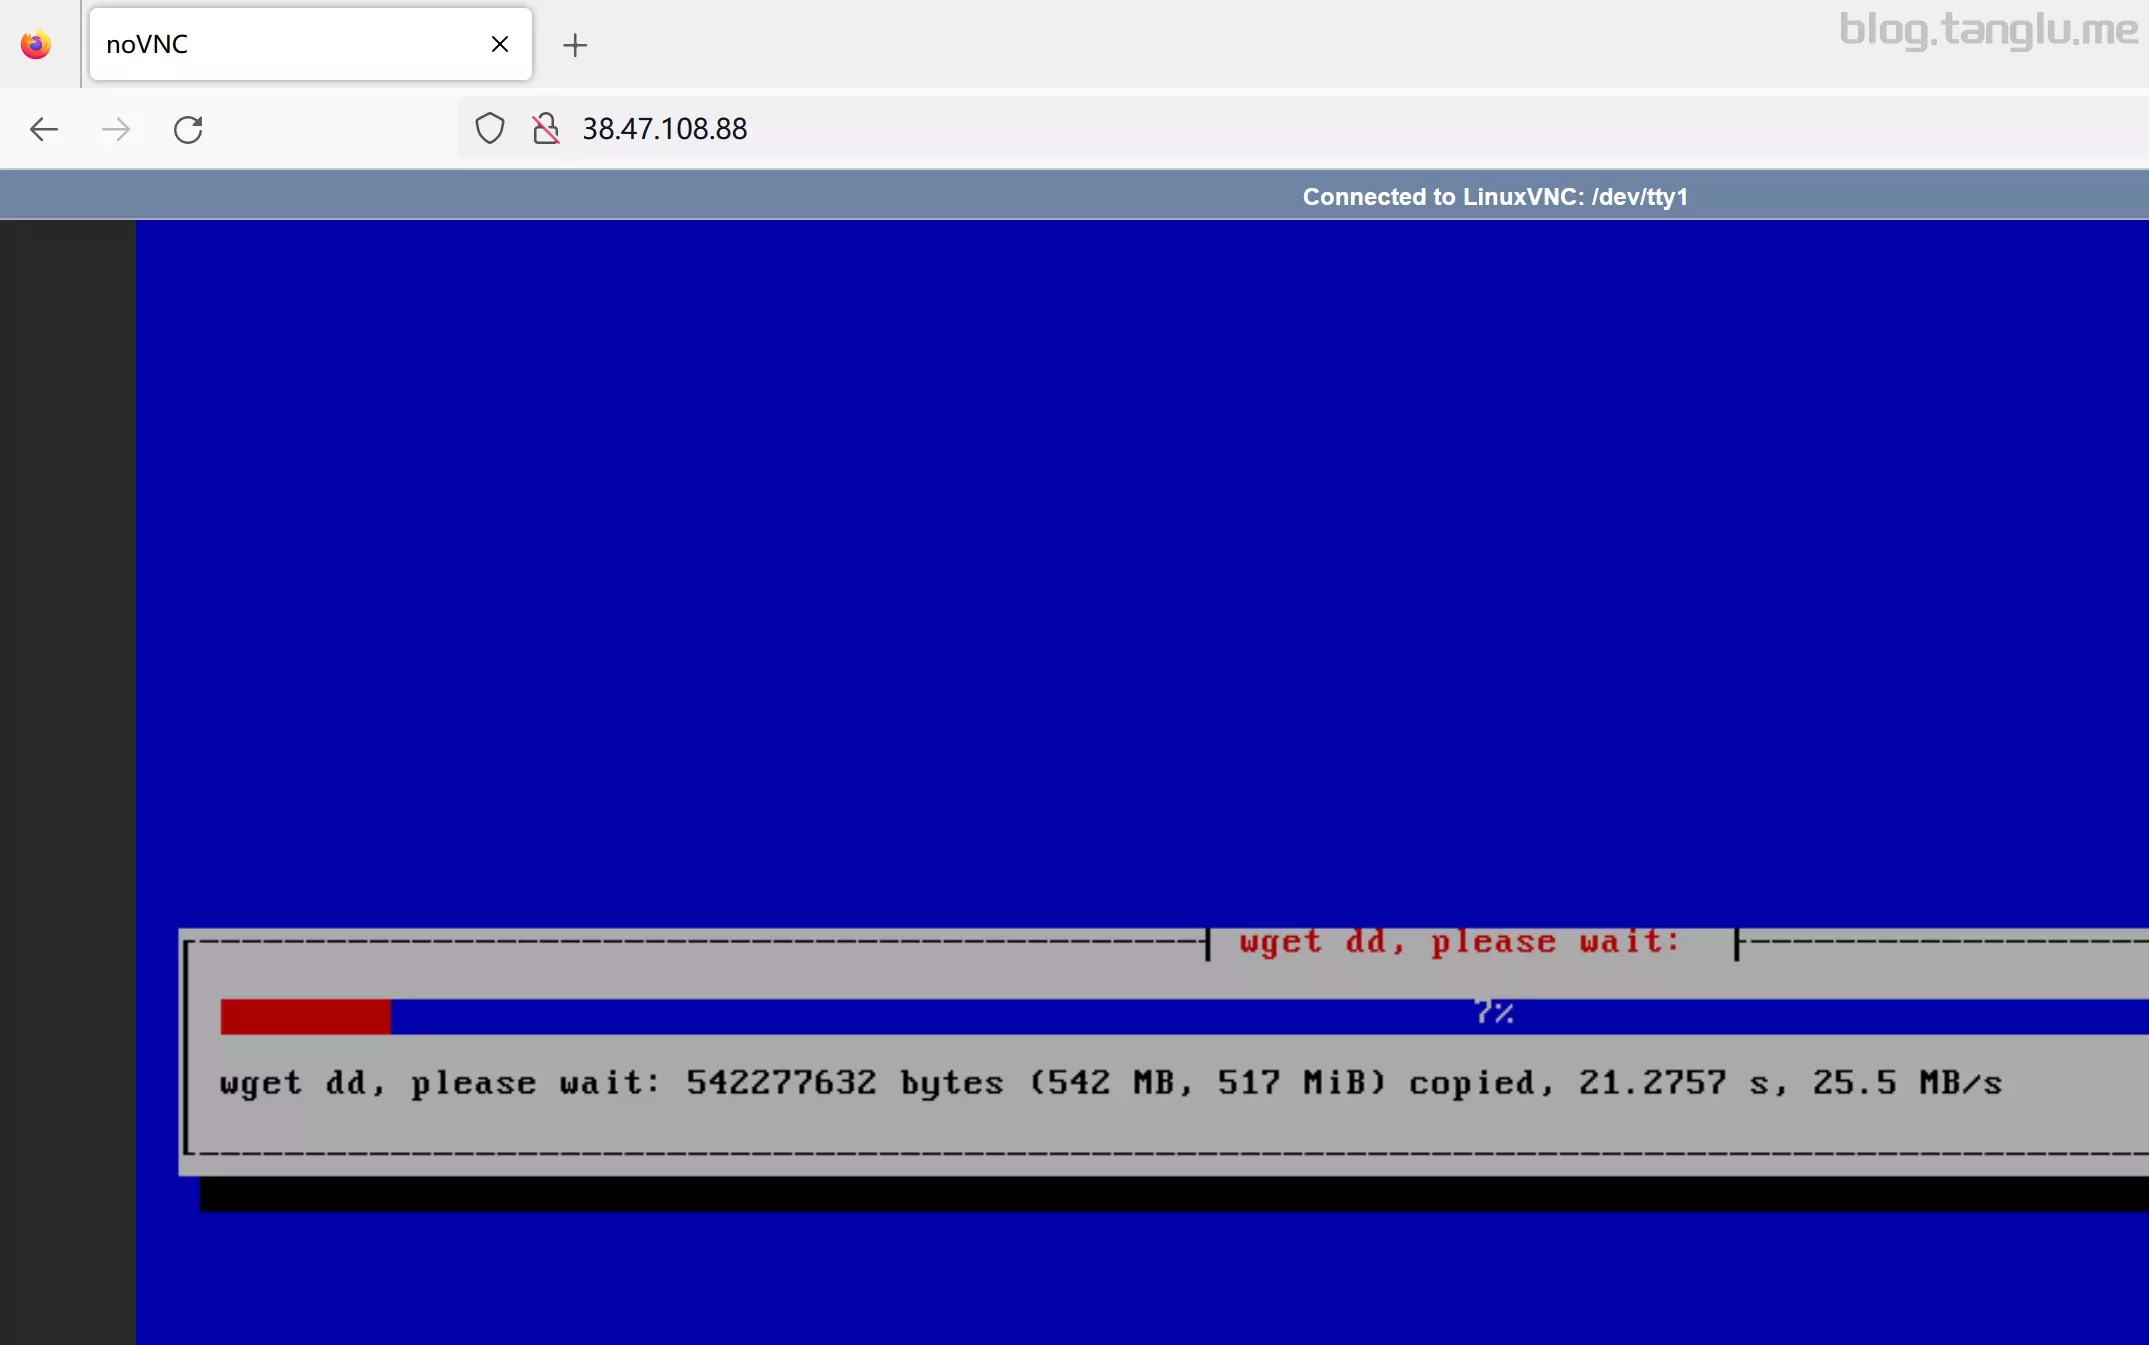 noVNC
blog.tanglu.me
38.47.108.88
Connected to LinuxVNC: /dev/tty1
wget dd, please wait:
7%
wget dd, please wait: 542277632 bytes (542 MB, 517 MiB) copied, 21.2757 s, 25.5 MB/s